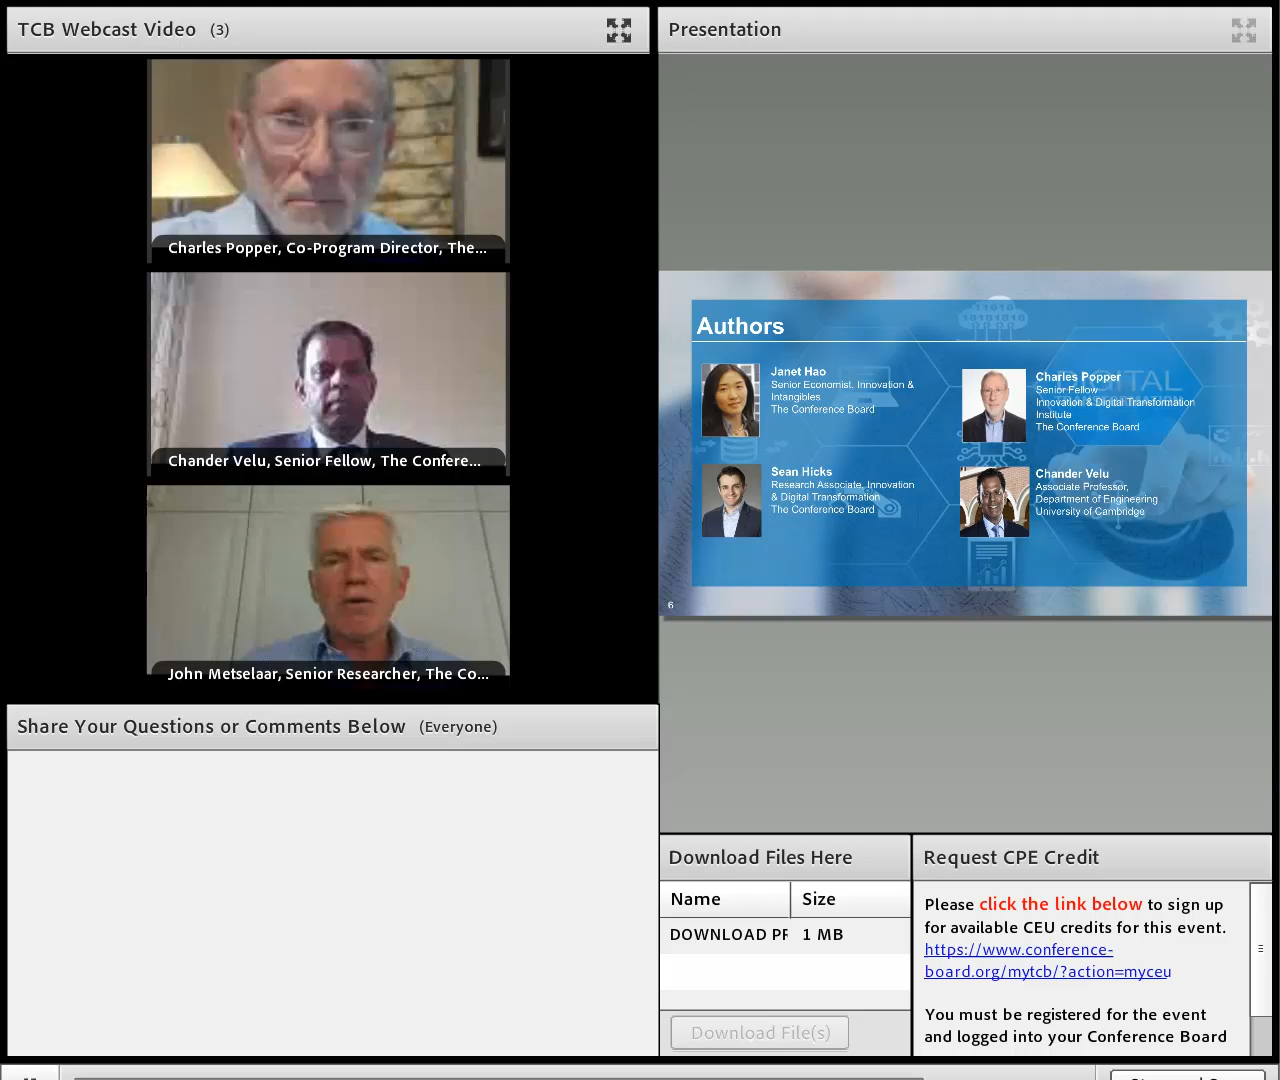 TCB Webcast Video (3)
Charles Popper, Co-Program Director, The...
Chander Velu, Senior Fellow, The Confere...
John Metselaar, Senior Researcher, The Co...
Share Your Questions or Comments Below (Everyone)
Presentation
Authors
Janet Hao
Senior Economist, Innovation &
Intangibles
The Conference Board
Sean Hicks
Research Associate, Innovation
& Digital Transformation
The Conference Board
Charles Popper
Senior Fellow
Innovation & Digital Transformation
Institute
The Conference Board
Chander Velu
Associate Professor,
Department of Engineering
University of Cambridge
6
Download Files Here
Name Size
DOWNLOAD PR 1 MB
Download File(s)
Request CPE Credit
Please click the link below to sign up
for available CEU credits for this event.
https://www.conference-
board.org/mytcb/?action=myceu
You must be registered for the event
and logged into your Conference Board